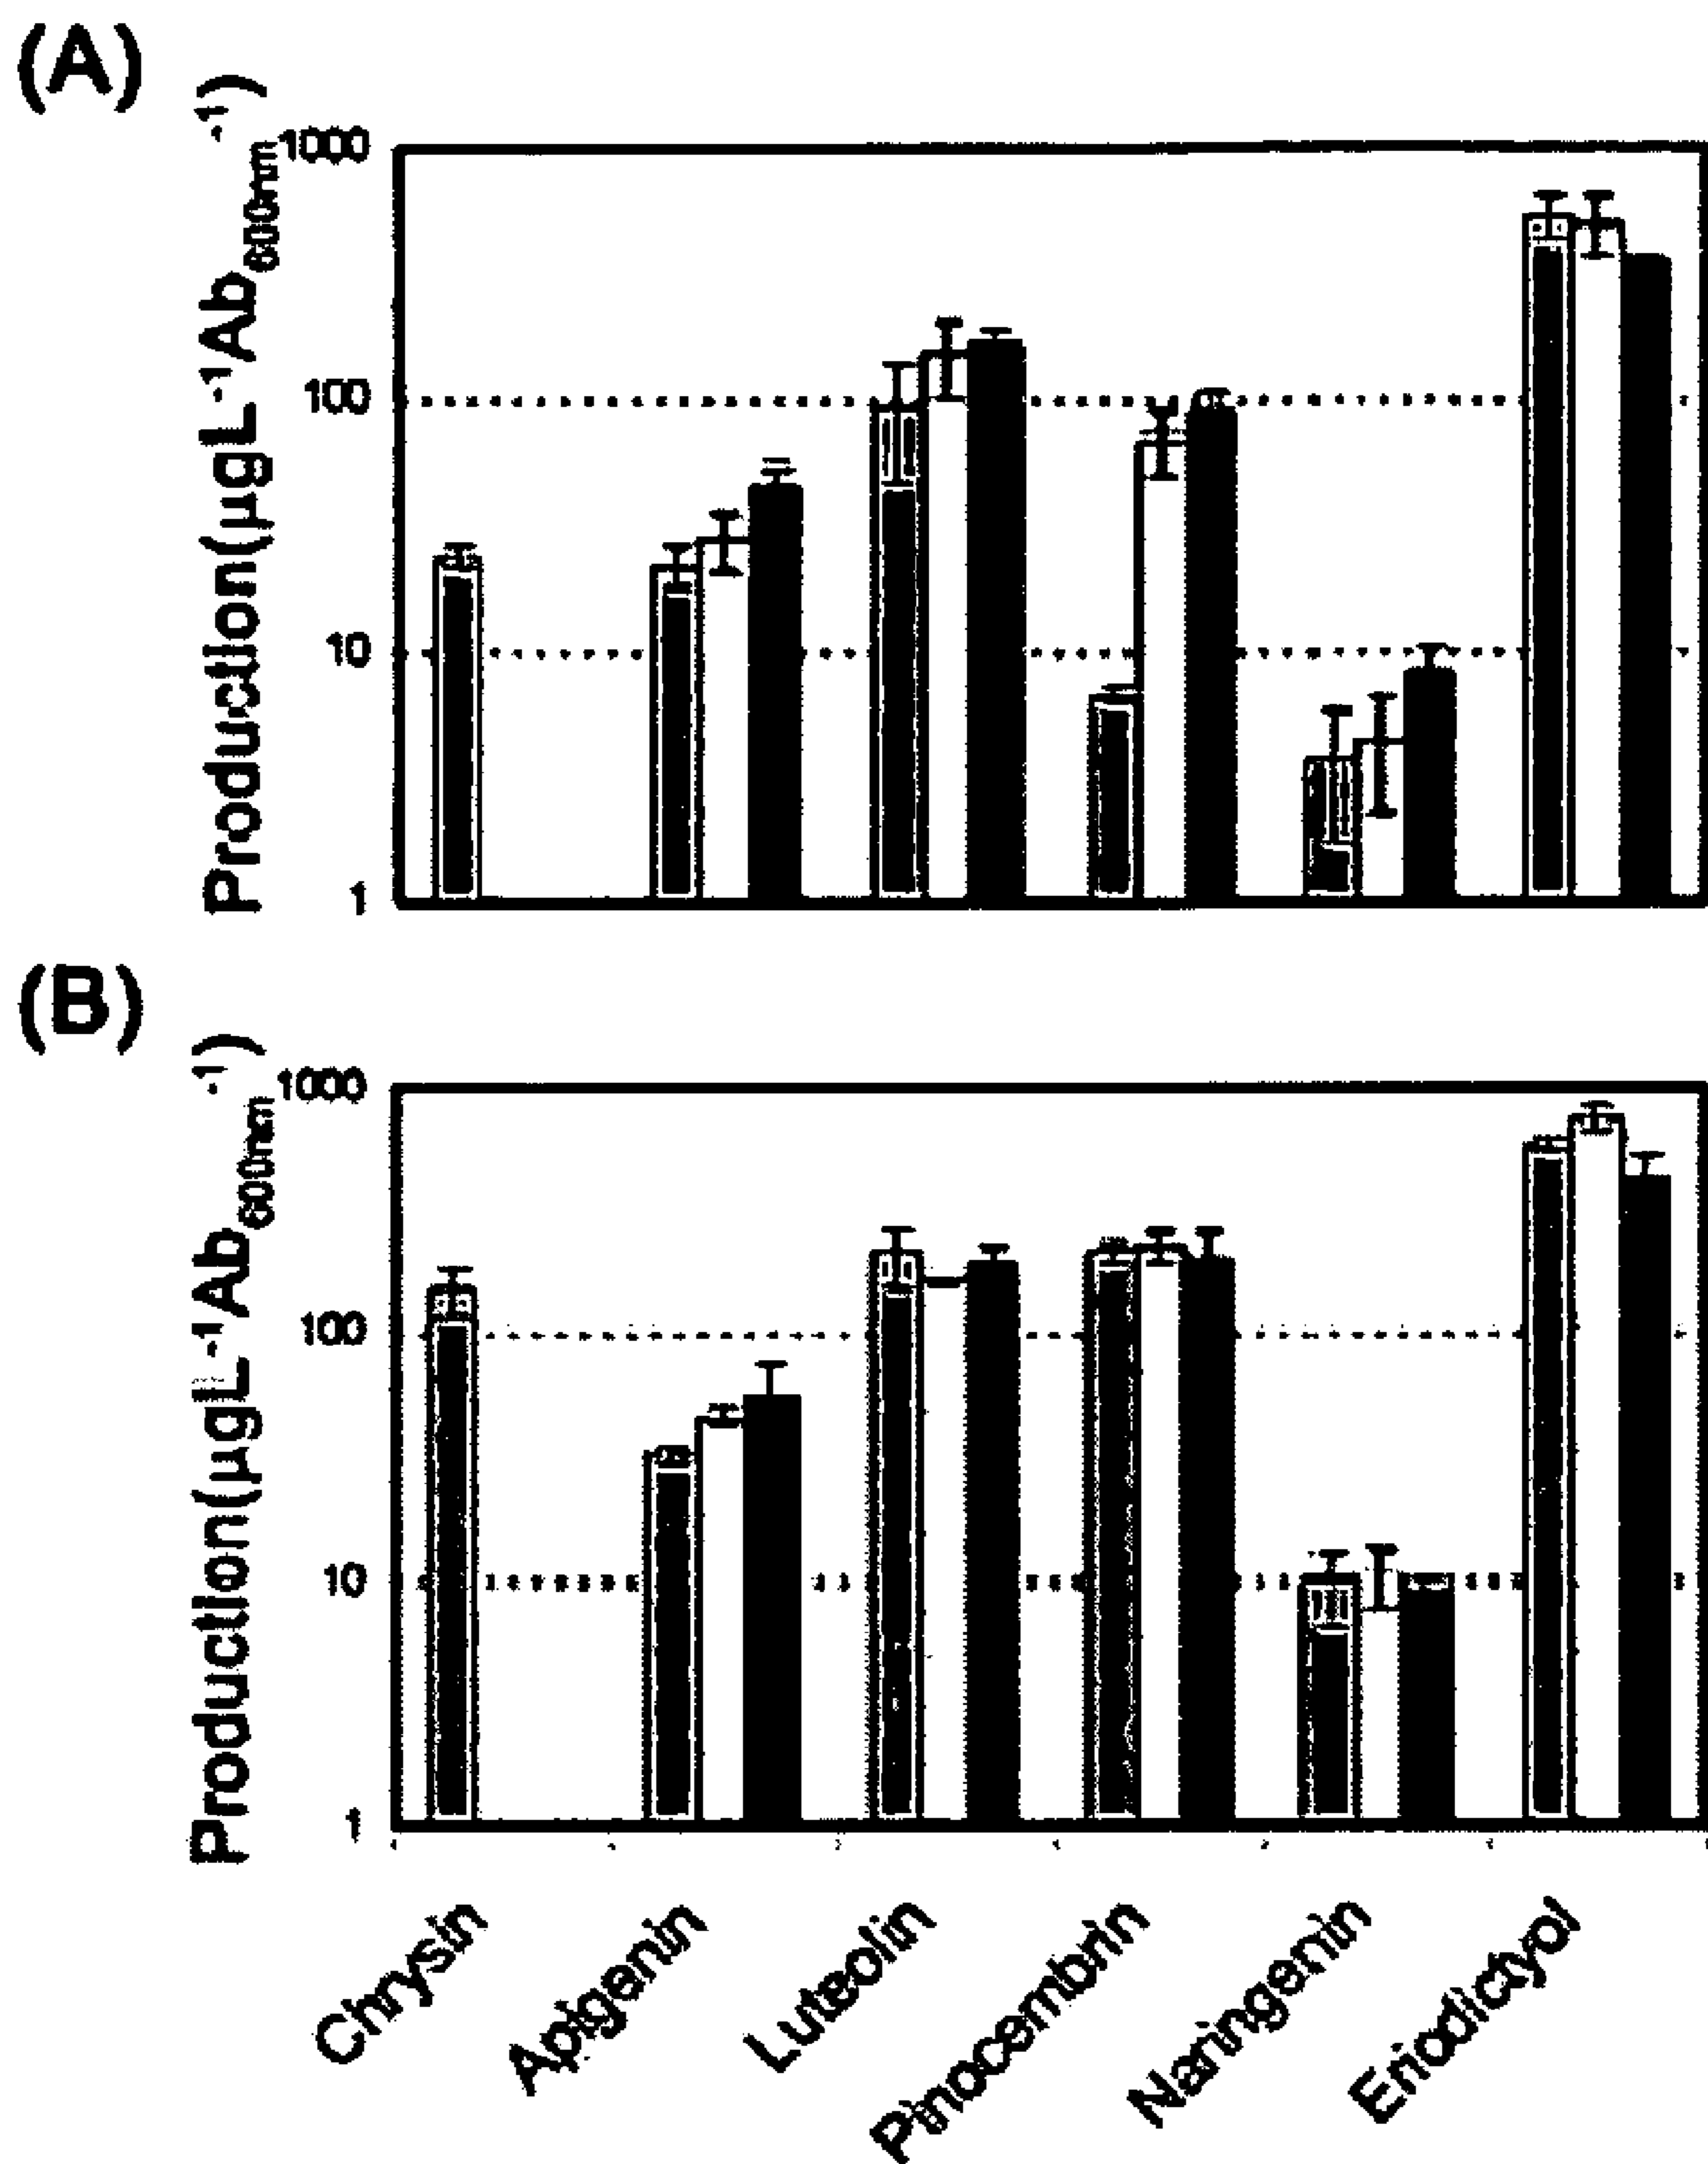 (A)
Production(µgL⁻¹Ab₆₀₀ₙₘ⁻¹)
1000
100
10
1
(B)
Production(µgL⁻¹Ab₆₀₀ₙₘ⁻¹)
1000
100
10
1
Chrysin
Apigenin
Luteolin
Pinocembrin
Naringenin
Eriodictyol